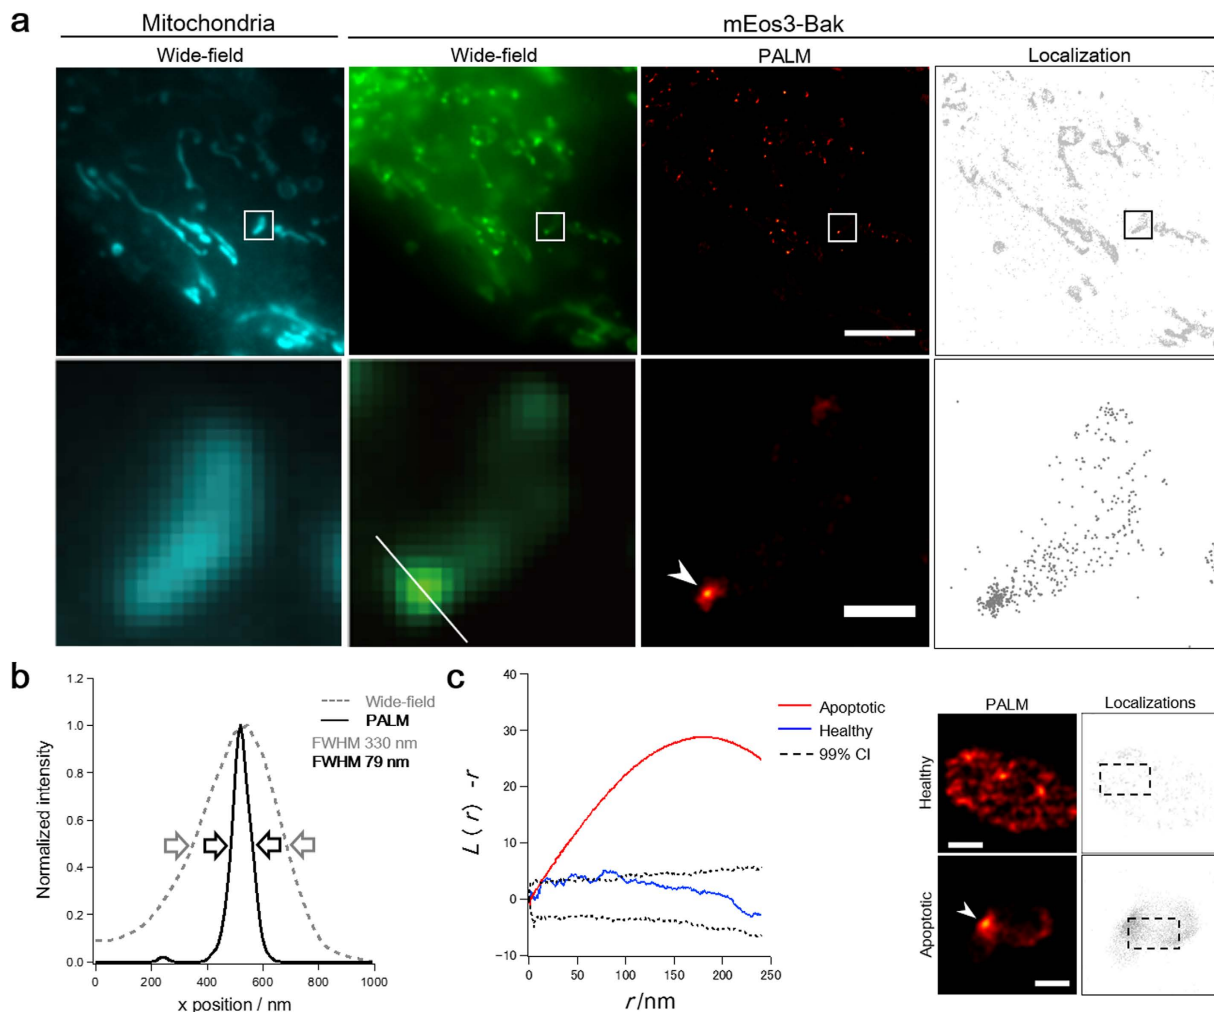 a
Mitochondria
mEos3-Bak
Wide-field
Wide-field
PALM
Localization
b
1.2
1.0
0.8
0.6
0.4
0.2
0.0
Normalized intensity
0
200
400
600
800
1000
x position / nm
Wide-field
PALM
FWHM 330 nm
FWHM 79 nm
c
40
30
20
10
0
−10
L(r) -r
0
50
100
150
200
250
r/nm
Apoptotic
Healthy
99% CI
PALM
Localizations
Healthy
Apoptotic